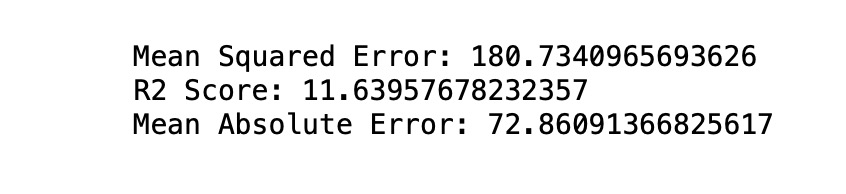 Mean Squared Error: 180.7340965693626
R2 Score: 11.63957678232357
Mean Absolute Error: 72.86091366825617